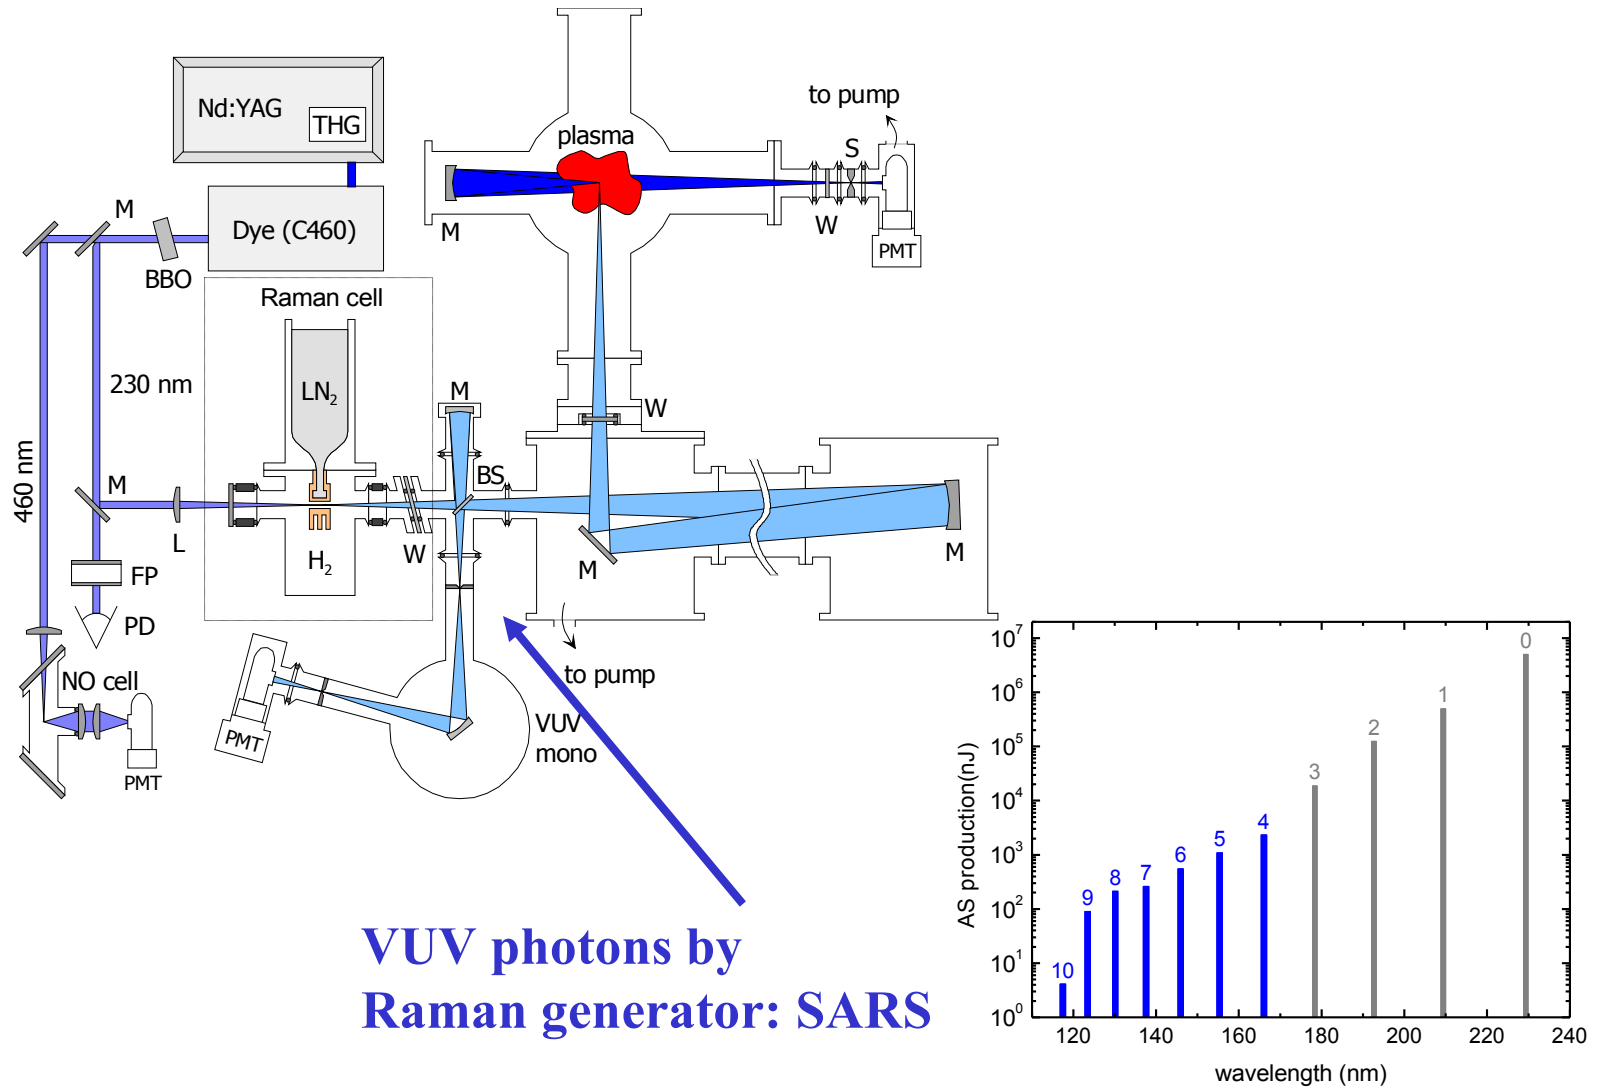 Nd:YAG
THG
Dye (C460)
M
BBO
plasma
to pump
S
M
W
PMT
Raman cell
LN2
230 nm
460 nm
M
W
BS
M
L
H2
W
M
M
FP
PD
NO cell
PMT
PMT
to pump
VUV
mono
VUV photons by
Raman generator: SARS
AS production(nJ)
10^7
10^6
10^5
10^4
10^3
10^2
10^1
10^0
10
9
8
7
6
5
4
3
2
1
0
120
140
160
180
200
220
240
wavelength (nm)